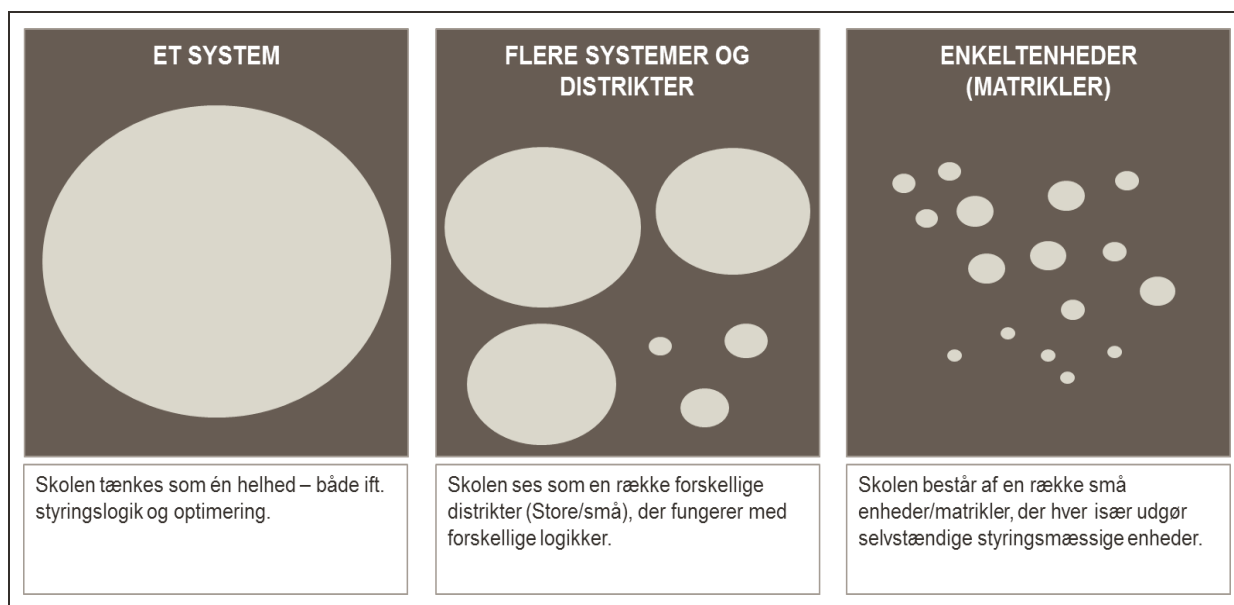 ET SYSTEM
FLERE SYSTEMER OG
DISTRIKTER
ENKELTENHEDER
(MATRIKLER)
Skolen tænkes som én helhed – både ift.
styringslogik og optimering.
Skolen ses som en række forskellige
distrikter (Store/små), der fungerer med
forskellige logikker.
Skolen består af en række små
enheder/matrikler, der hver især udgør
selvstændige styringsmæssige enheder.